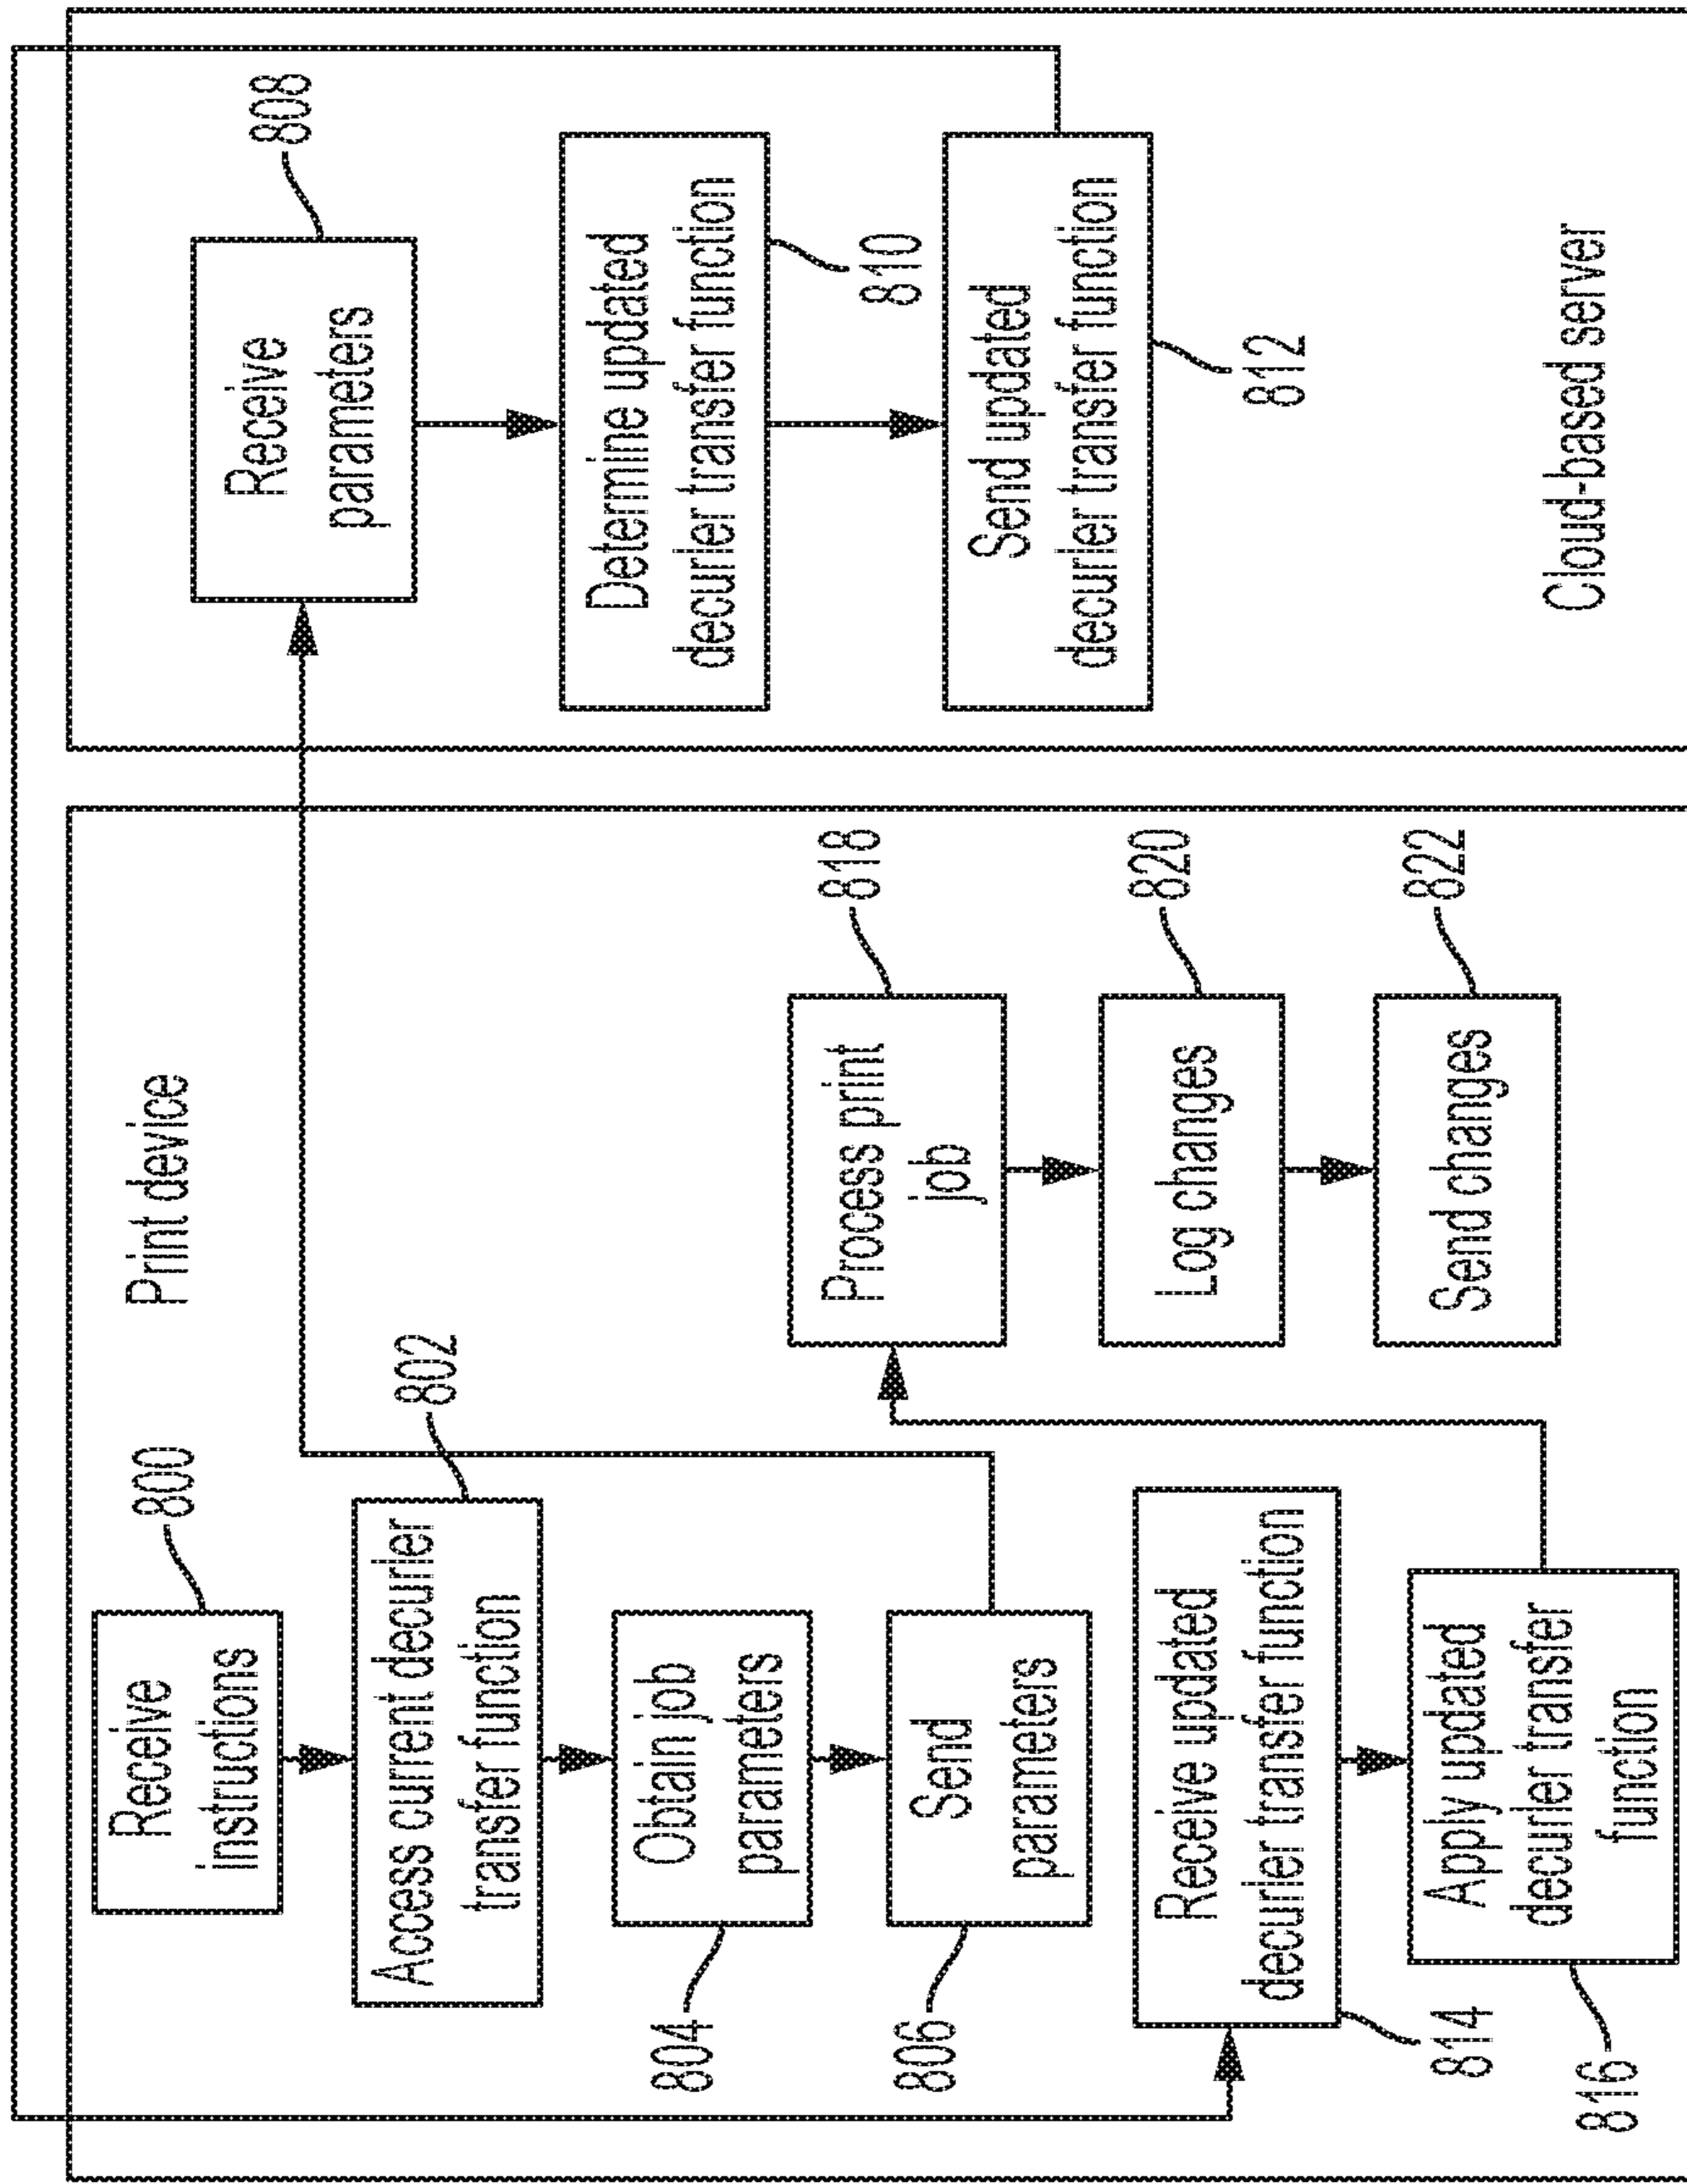 Print device
Receive
instructions
800
Access current decurler
transfer function
802
Obtain job
parameters
804
Send
parameters
806
Receive updated
decurler transfer function
814
Apply updated
decurler transfer
function
816
Process print
job
818
Log changes
820
Send changes
822
Receive
parameters
808
Determine updated
decurler transfer function
810
Send updated
decurler transfer function
812
Cloud-based server